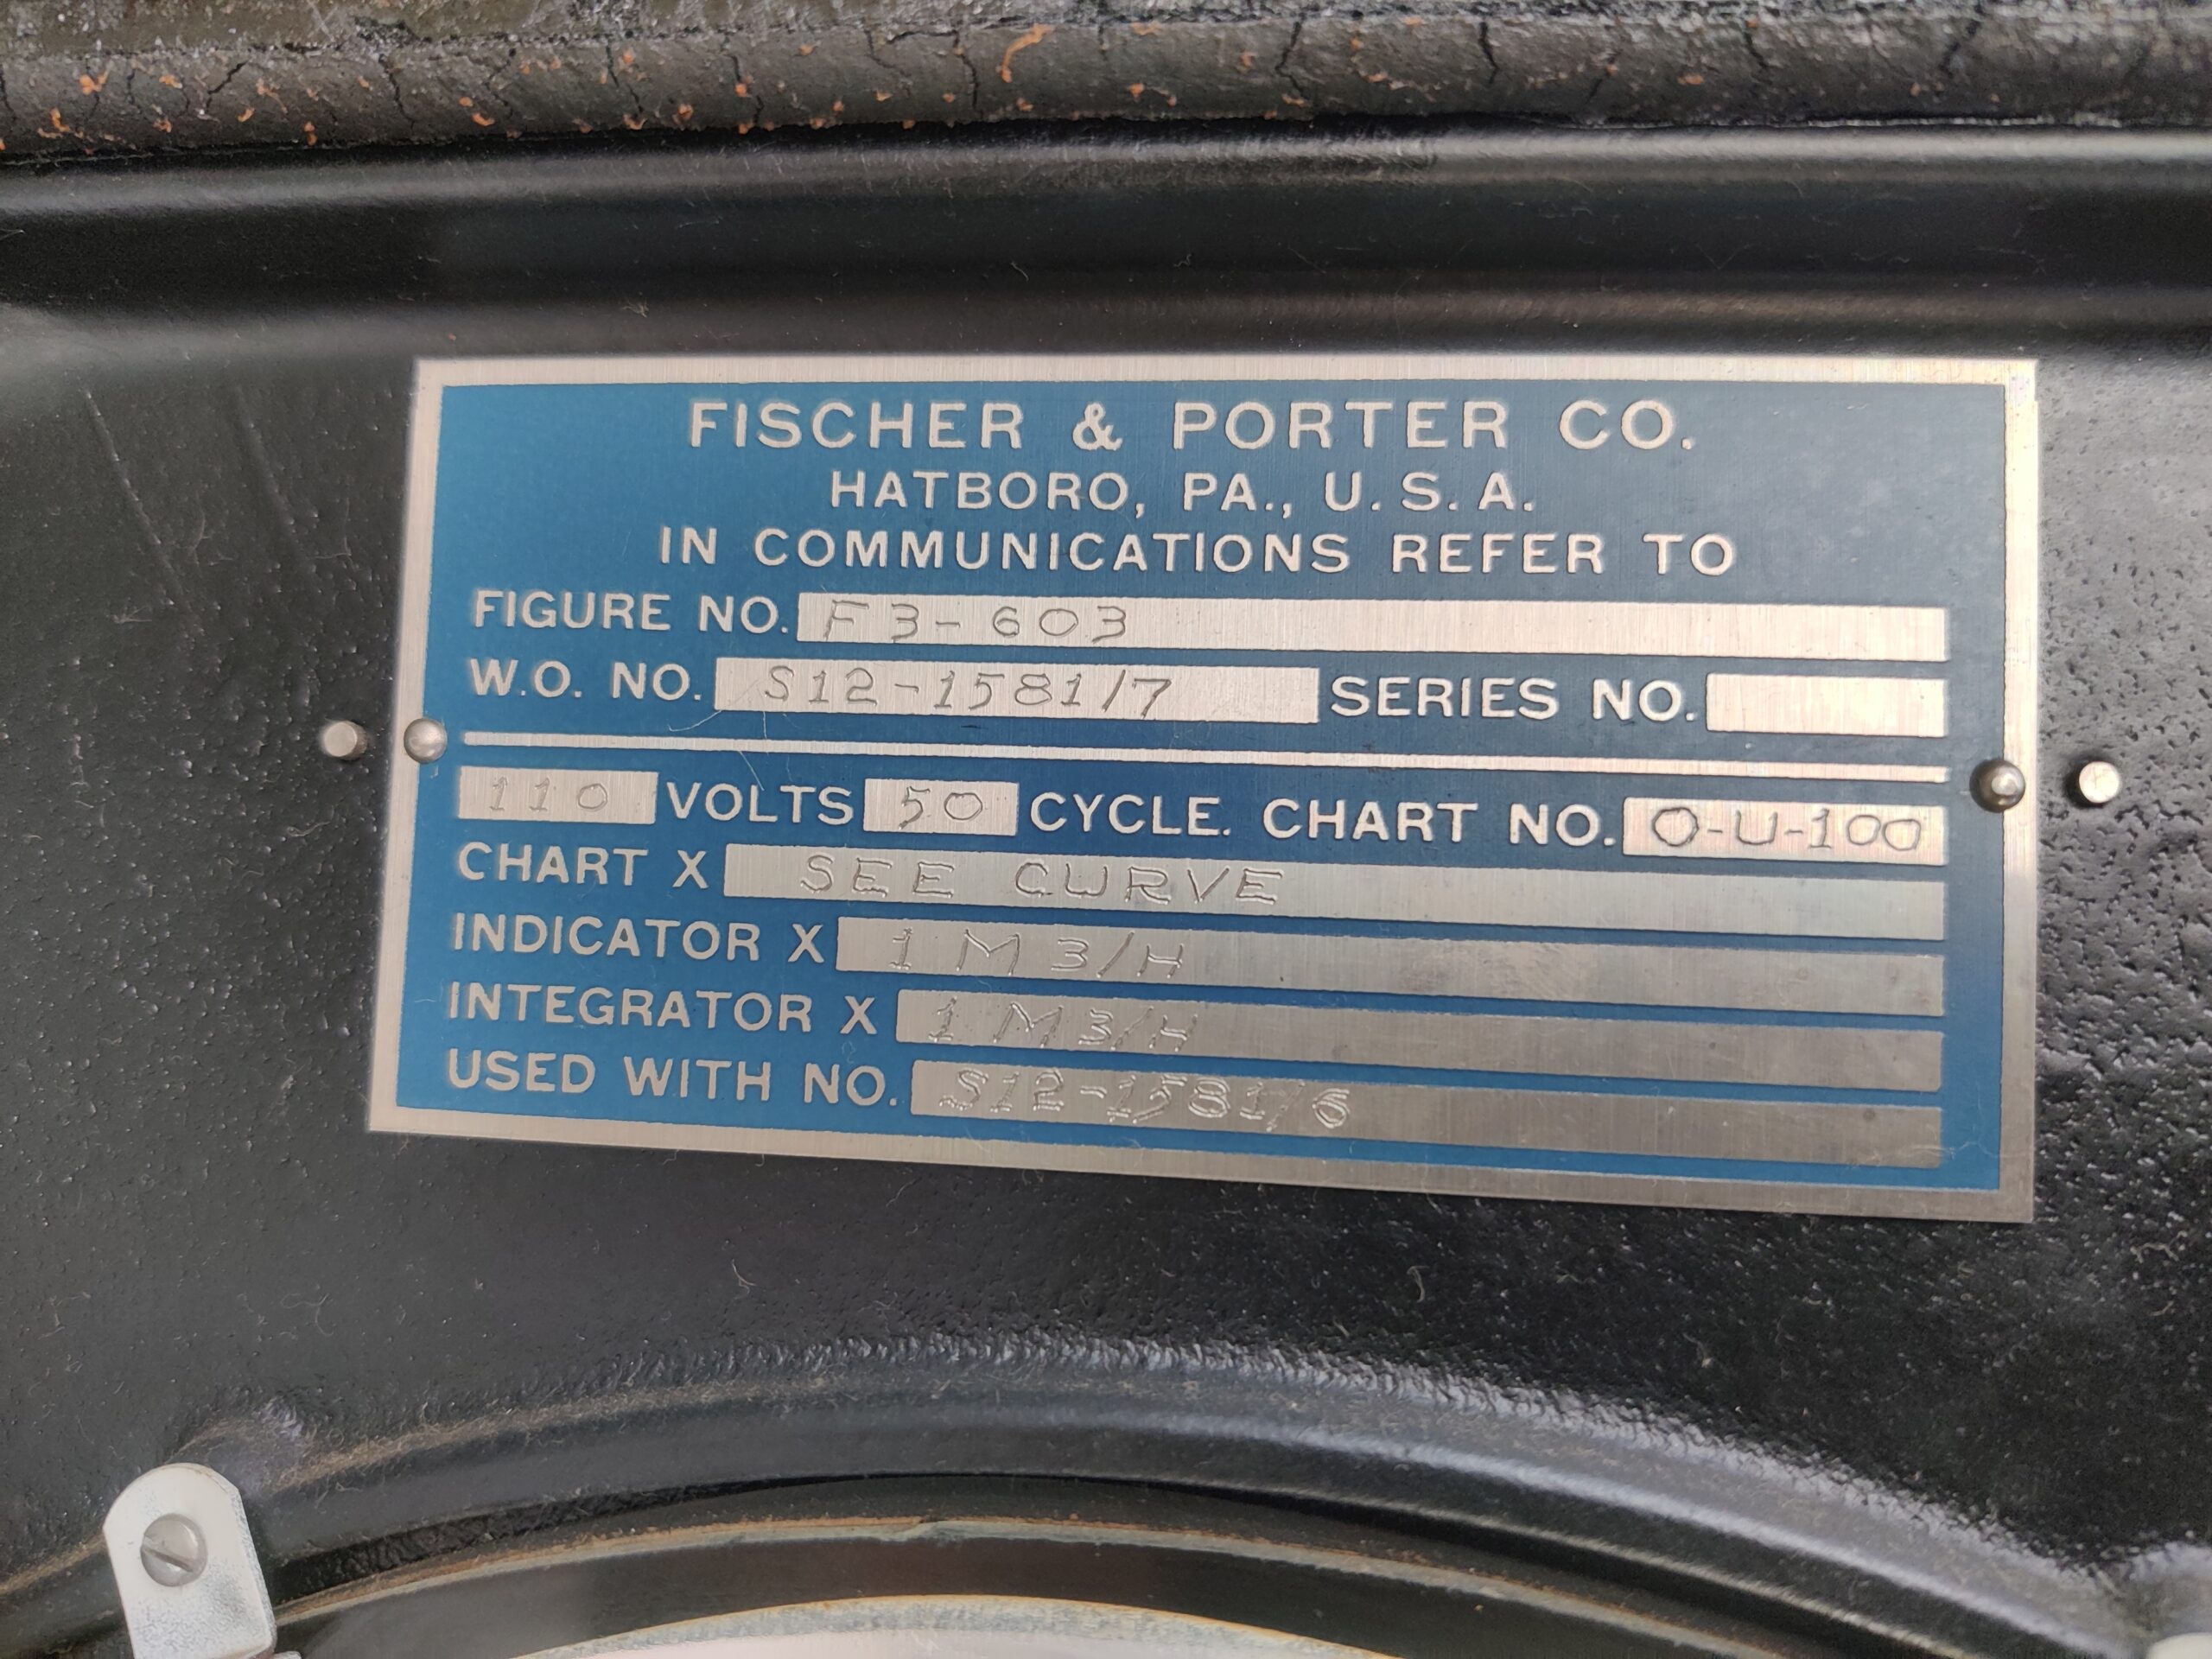 FISCHER & PORTER CO.
HATBORO, PA., U.S.A.
IN COMMUNICATIONS REFER TO
FIGURE NO. F3-603
W.O. NO. S12-1581/7 SERIES NO.
110 VOLTS 50 CYCLE. CHART NO. O-U-100
CHART X SEE CURVE
INDICATOR X 1 M3/H
INTEGRATOR X 1 M3/H
USED WITH NO. S12-1581/6